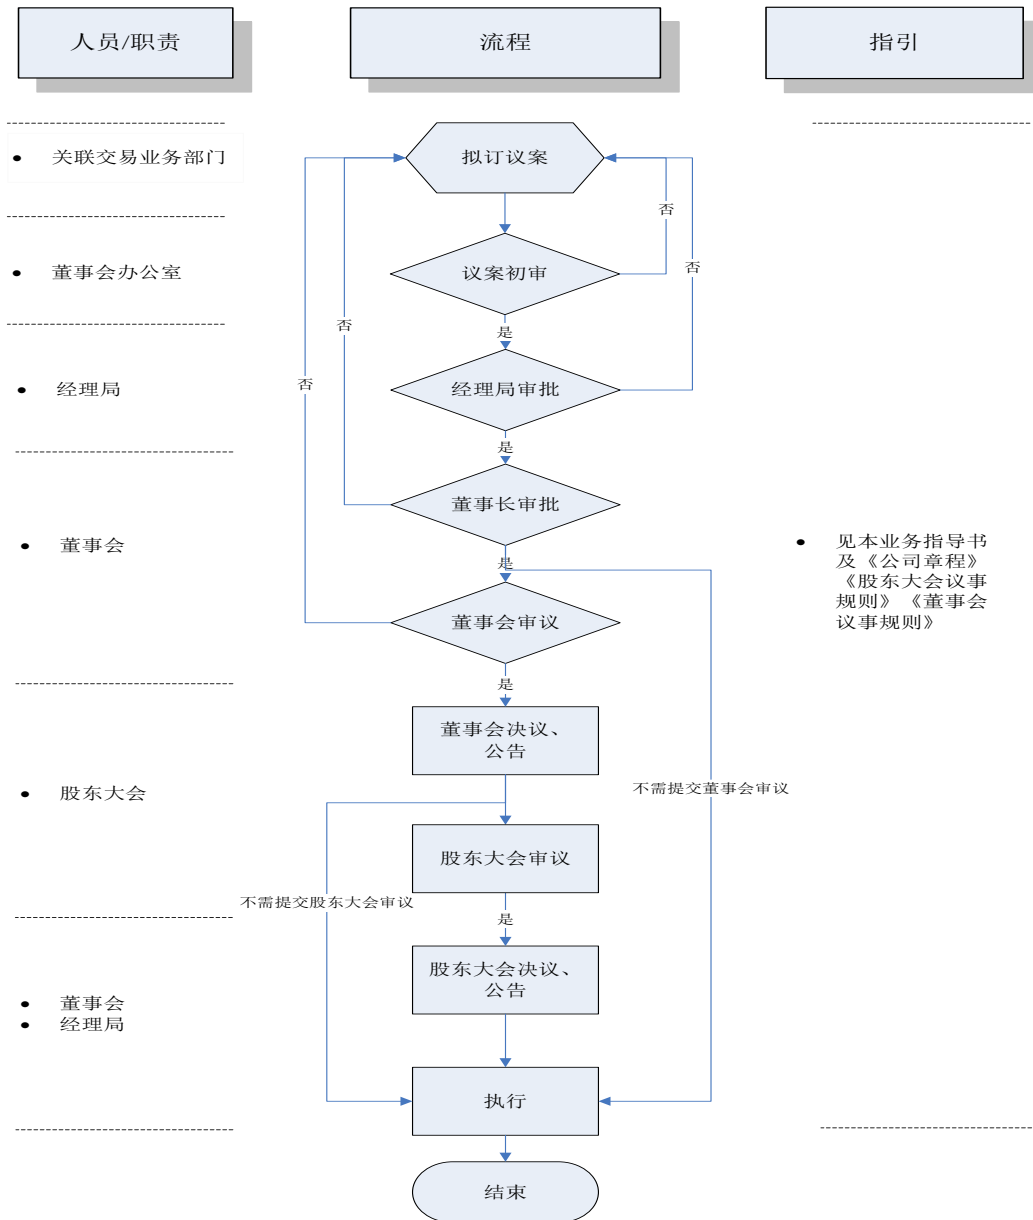 人员/职责
流程
指引
• 关联交易业务部门
拟订议案
否
• 董事会办公室
议案初审
否
是
否
否
• 经理局
经理局审批
是
董事长审批
• 董事会
是
• 见本业务指导书
及《公司章程》
《股东大会议事
规则》《董事会
议事规则》
董事会审议
是
董事会决议、
公告
不需提交董事会审议
• 股东大会
股东大会审议
不需提交股东大会审议
是
股东大会决议、
公告
• 董事会
• 经理局
执行
结束